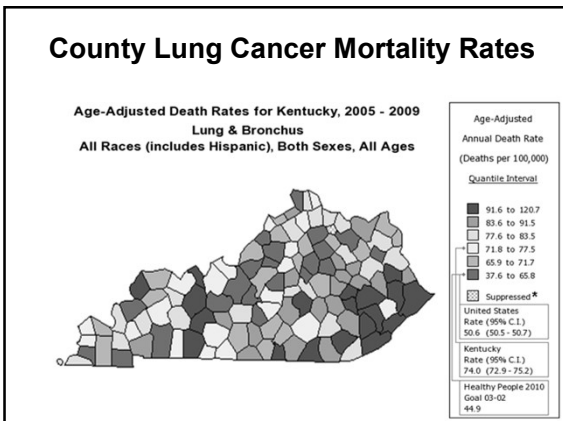 County Lung Cancer Mortality Rates
Age-Adjusted Death Rates for Kentucky, 2005 - 2009
Lung & Bronchus
All Races (includes Hispanic), Both Sexes, All Ages
Age-Adjusted
Annual Death Rate
(Deaths per 100,000)
Quantile Interval
91.6 to 120.7
83.6 to 91.5
77.6 to 83.5
71.8 to 77.5
65.9 to 71.7
37.6 to 65.8
Suppressed*
United States
Rate (95% C.I.)
50.6 (50.5 - 50.7)
Kentucky
Rate (95% C.I.)
74.0 (72.9 - 75.2)
Healthy People 2010
Goal 03-02
44.9